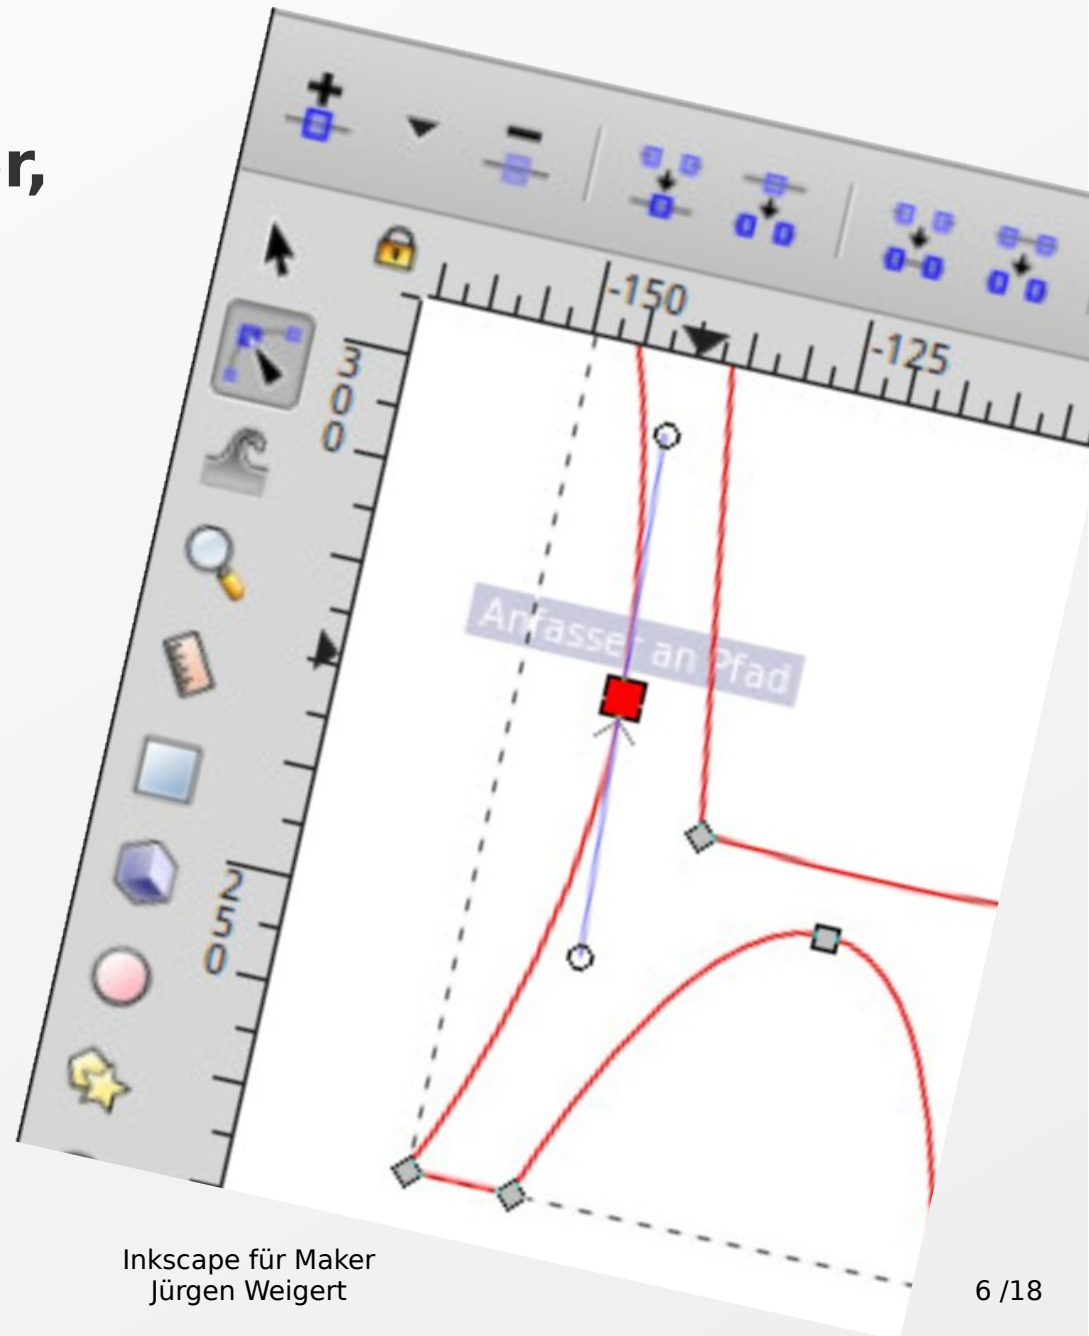 r,
-150
-125
300
Anfasser an Pfad
250
Inkscape für Maker
Jürgen Weigert
6 /18